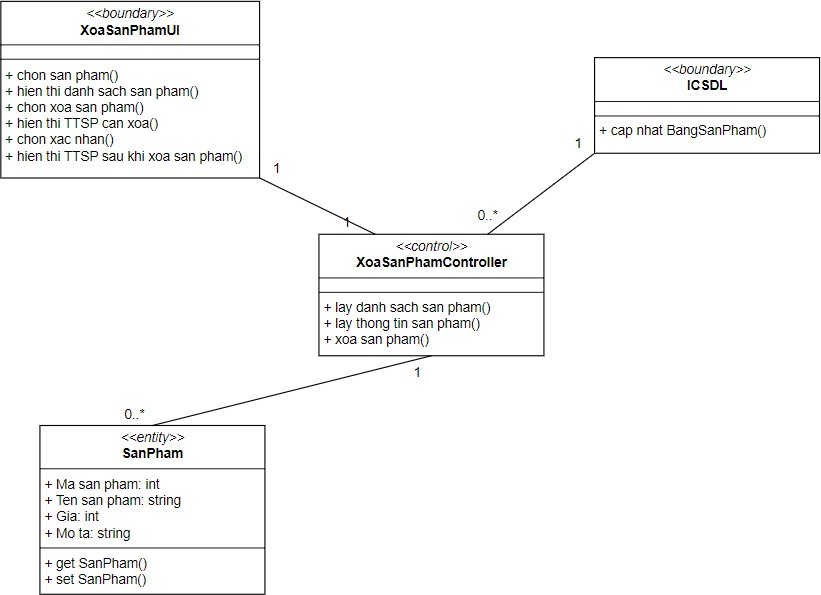 <<boundary>>
XoaSanPhamUI
+ chon san pham()
+ hien thi danh sach san pham()
+ chon xoa san pham()
+ hien thi TTSP can xoa()
+ chon xac nhan()
+ hien thi TTSP sau khi xoa san pham()
<<boundary>>
ICSDL
+ cap nhat BangSanPham()
1
1
1
0..*
<<control>>
XoaSanPhamController
+ lay danh sach san pham()
+ lay thong tin san pham()
+ xoa san pham()
1
0..*
<<entity>>
SanPham
+ Ma san pham: int
+ Ten san pham: string
+ Gia: int
+ Mo ta: string
+ get SanPham()
+ set SanPham()